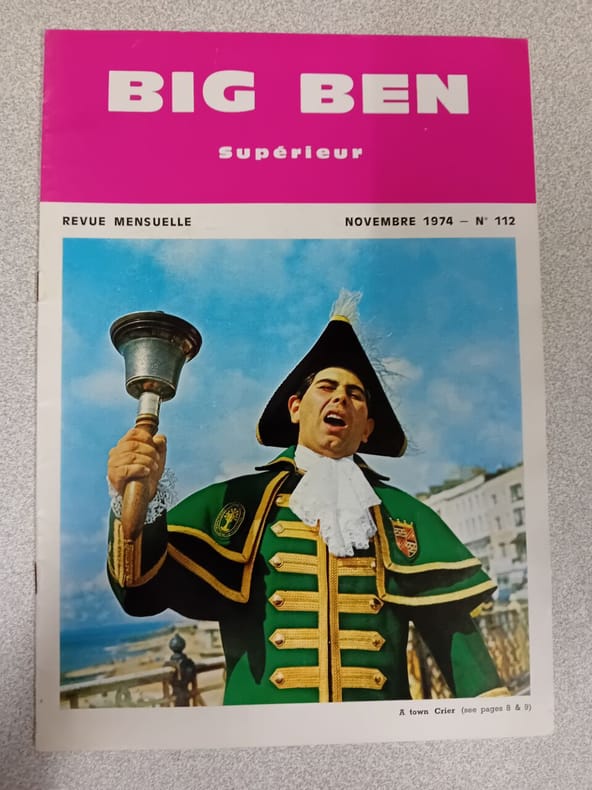 BIG BEN
Supérieur
REVUE MENSUELLE NOVEMBRE 1974 — N° 112
A town Crier (see pages 8 & 9)